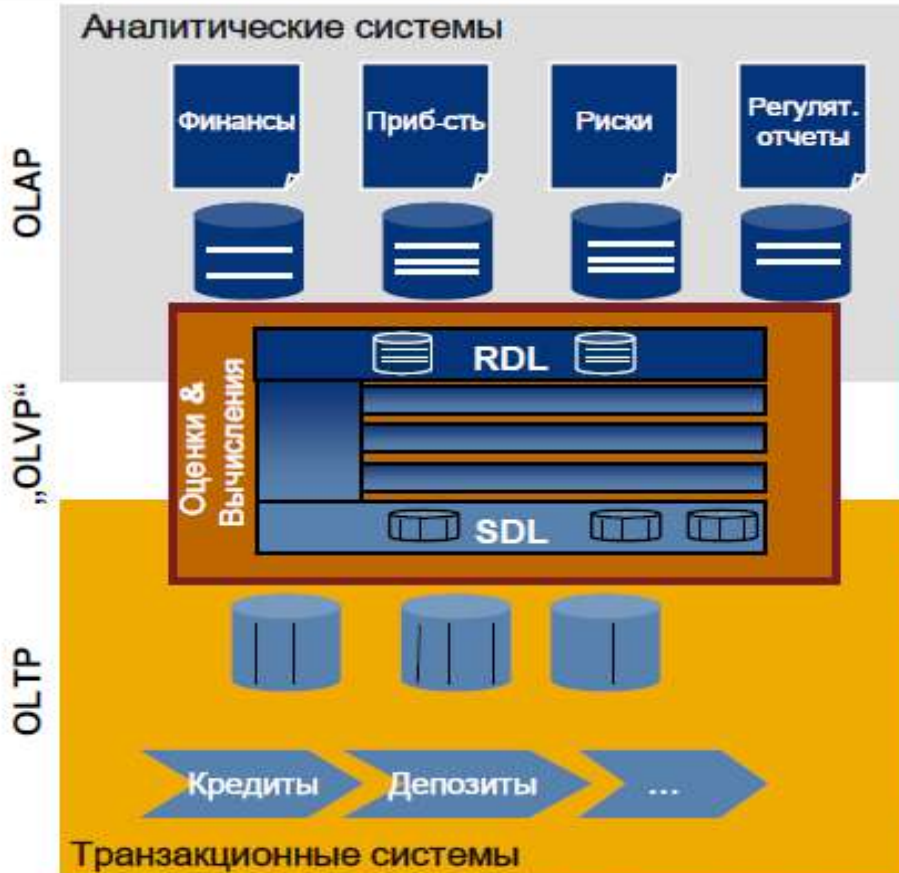 Аналитические системы
Финансы
Приб-сть
Риски
Регулят.
отчеты
OLAP
„OLVP“
OLTP
Оценки &
Вычисления
RDL
SDL
Кредиты
Депозиты
...
Транзакционные системы